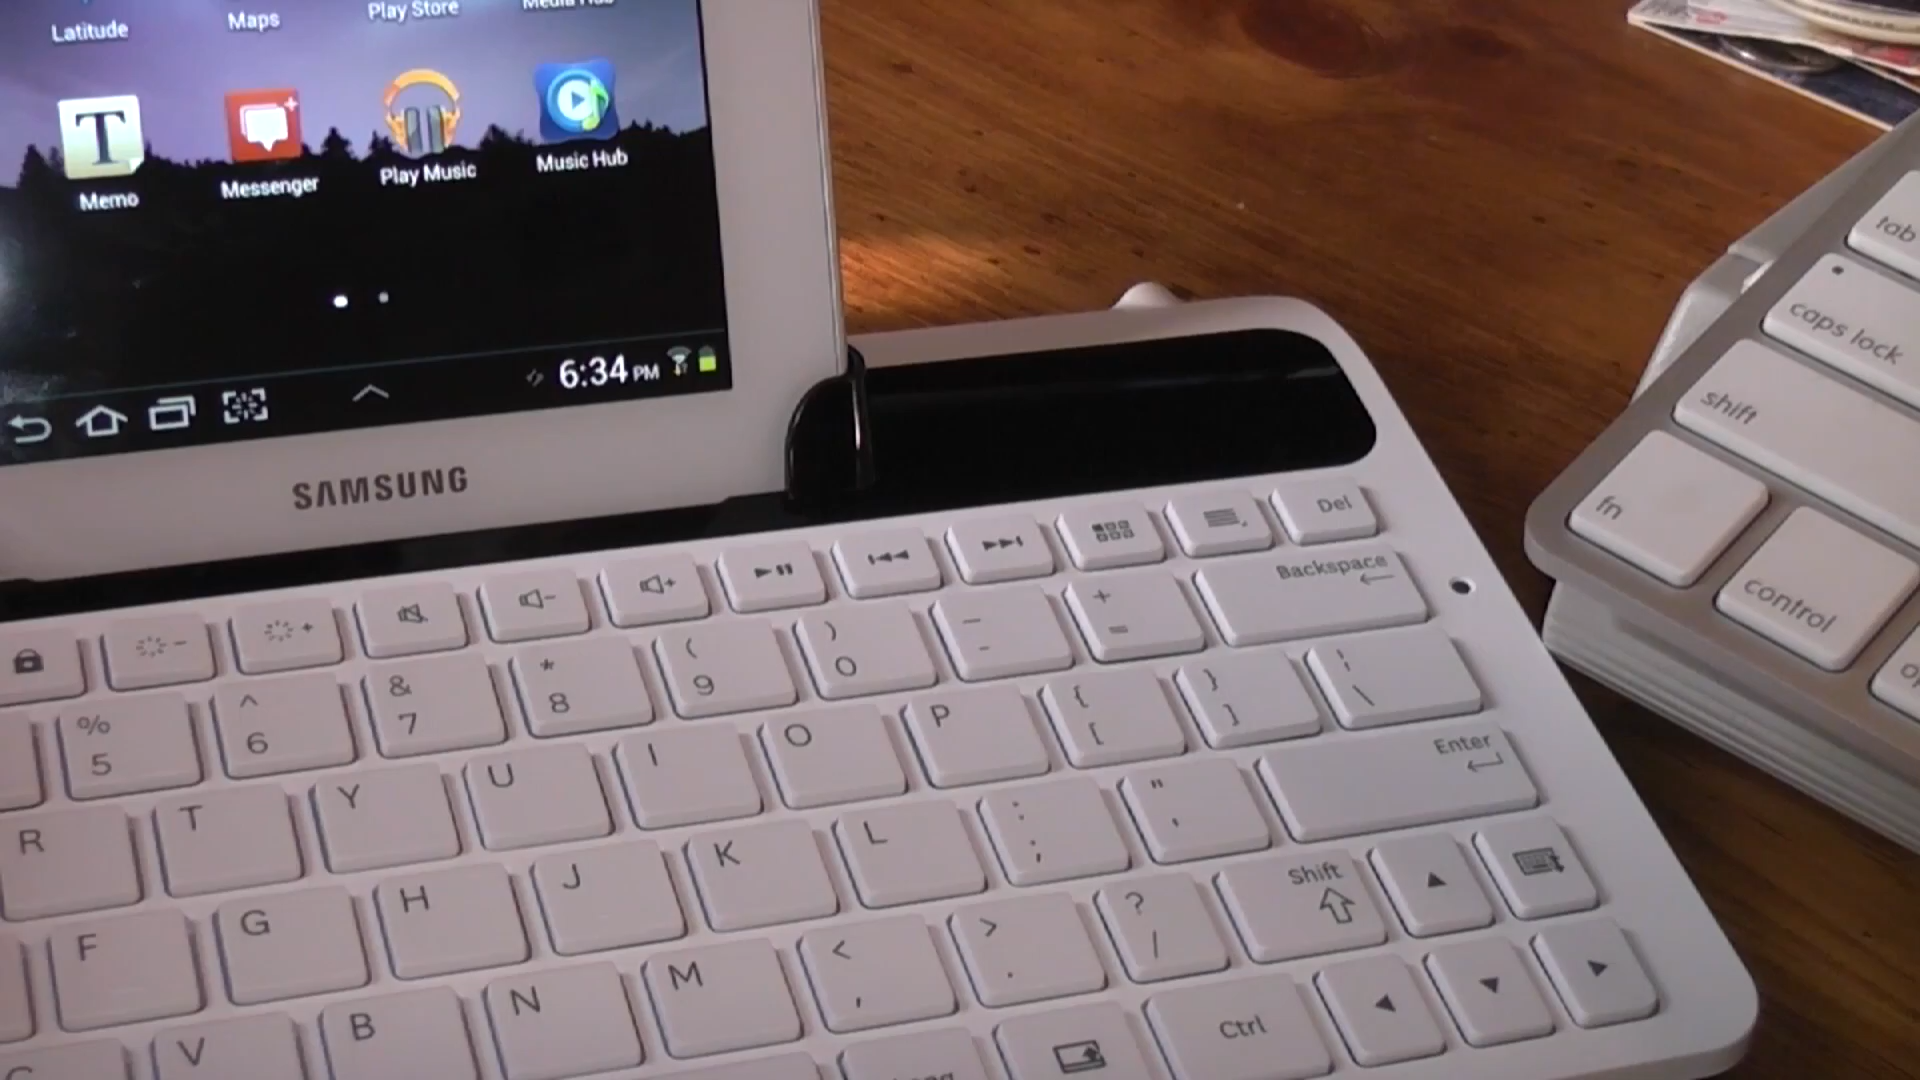 Latitude
Maps
Play Store
T
Memo
Messenger
Play Music
Music Hub
6:34 PM
SAMSUNG
Del
Backspace
% 5
^ 6
& 7
* 8
( 9
) 0
_ -
+ =
R
T
Y
U
I
O
P
{ [
} ]
¦ \
Enter
F
G
H
J
K
L
: ;
" '
Shift
V
B
N
M
< ,
> .
? /
Ctrl
tab
caps lock
shift
fn
control